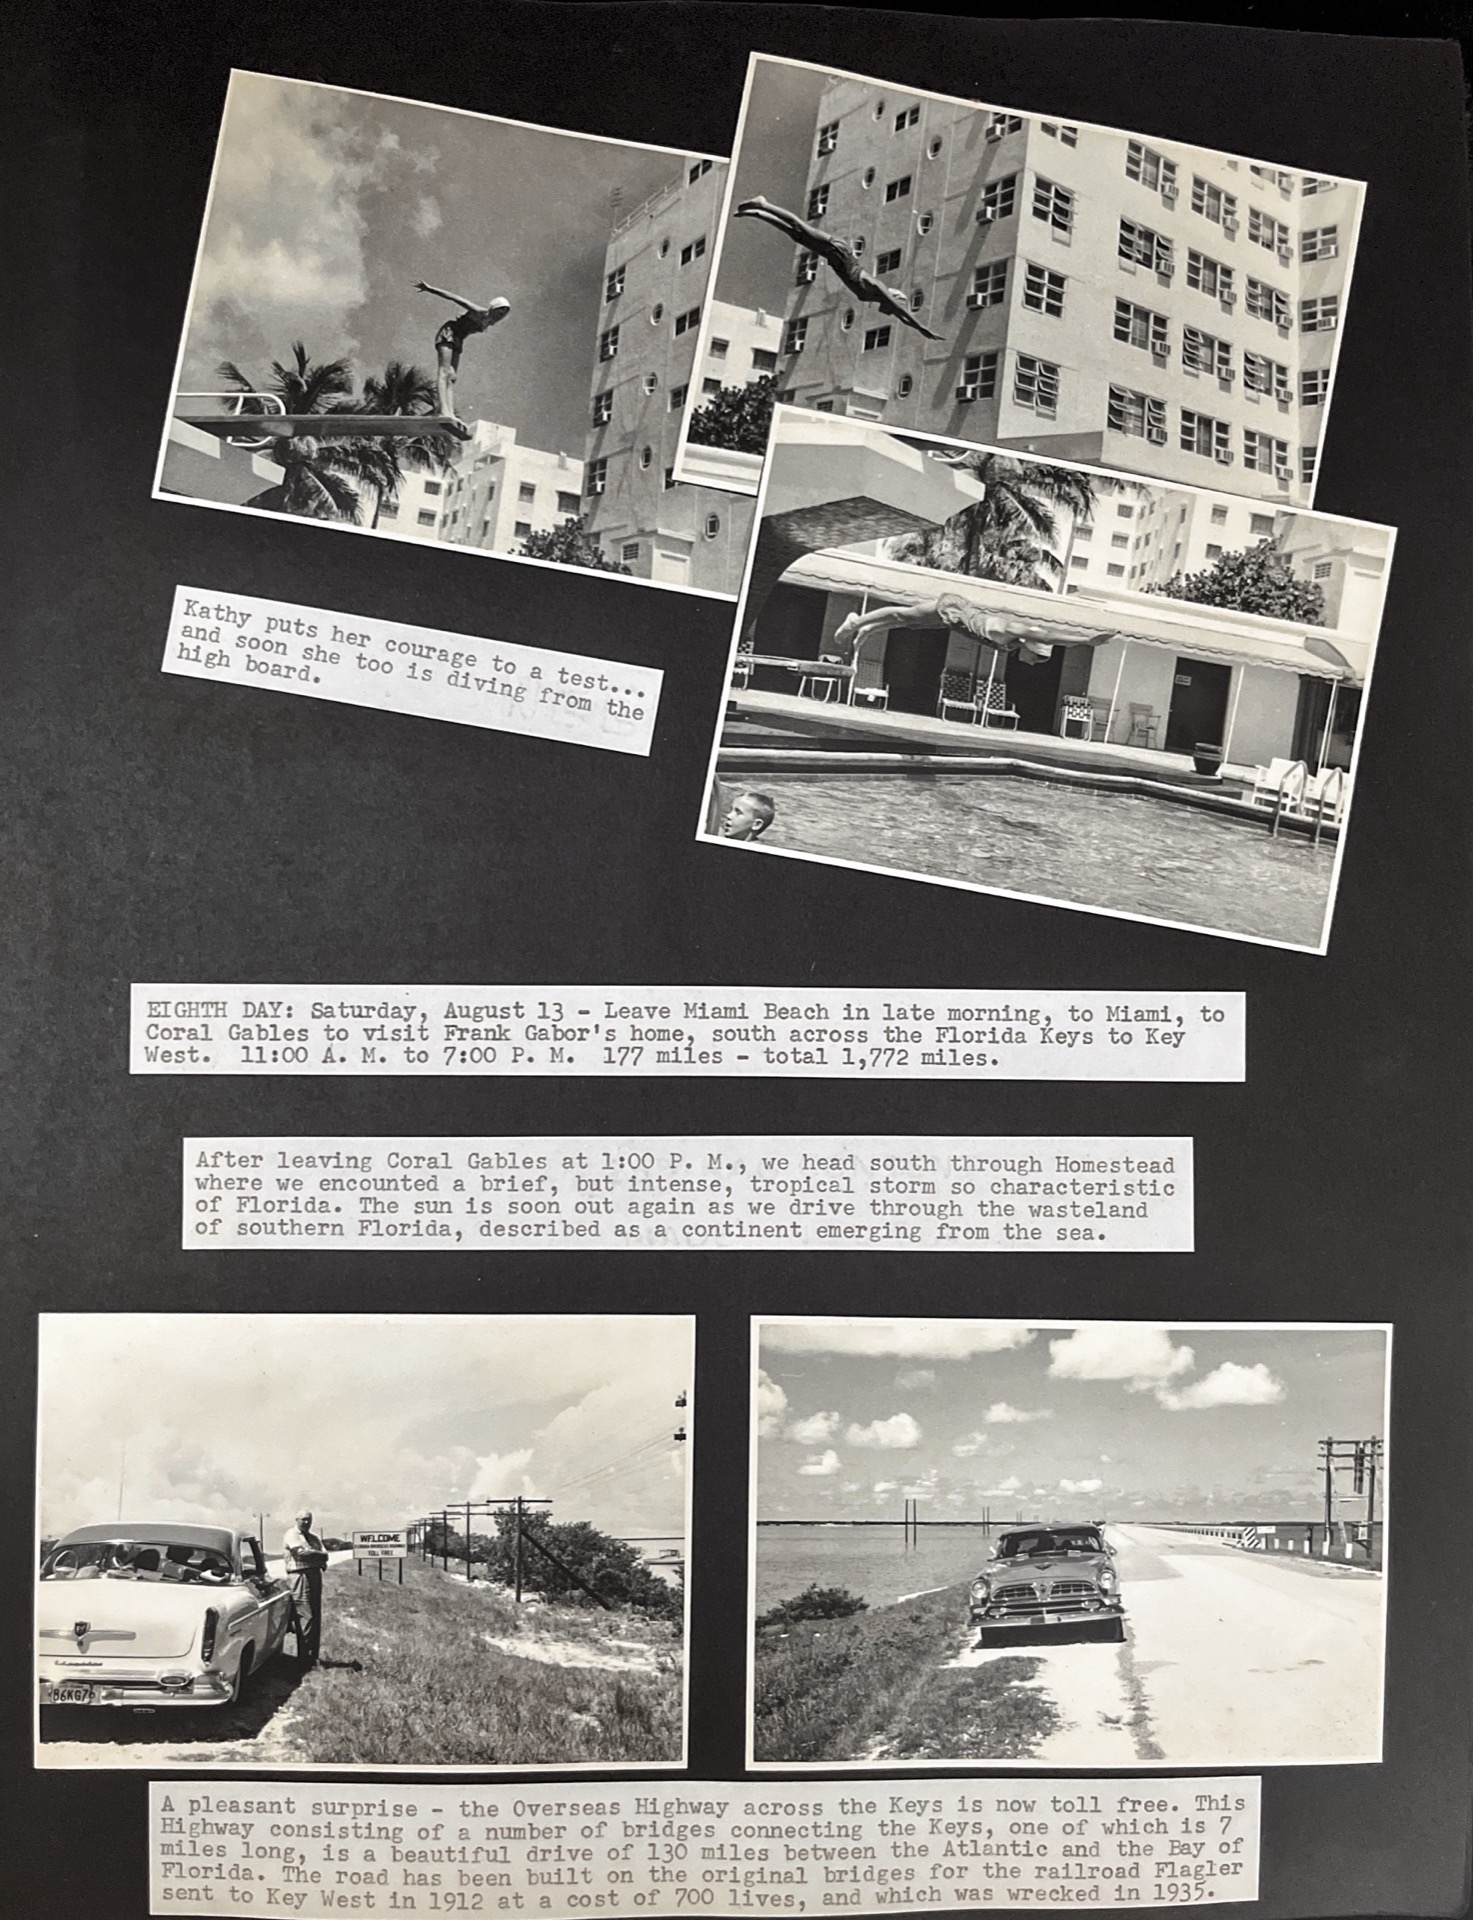 Kathy puts her courage to a test...
and soon she too is diving from the
high board.
EIGHTH DAY: Saturday, August 13 - Leave Miami Beach in late morning, to Miami, to
Coral Gables to visit Frank Gabor's home, south across the Florida Keys to Key
West. 11:00 A. M. to 7:00 P. M. 177 miles - total 1,772 miles.
After leaving Coral Gables at 1:00 P. M., we head south through Homestead
where we encounted a brief, but intense, tropical storm so characteristic
of Florida. The sun is soon out again as we drive through the wasteland
of southern Florida, described as a continent emerging from the sea.
WELCOME
FLORIDA OVERSEAS HIGHWAY
TOLL FREE
86KG76
A pleasant surprise - the Overseas Highway across the Keys is now toll free. This
Highway consisting of a number of bridges connecting the Keys, one of which is 7
miles long, is a beautiful drive of 130 miles between the Atlantic and the Bay of
Florida. The road has been built on the original bridges for the railroad Flagler
sent to Key West in 1912 at a cost of 700 lives, and which was wrecked in 1935.